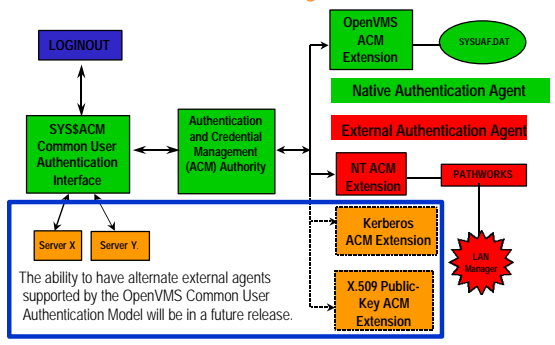 OpenVMS
ACM
Extension
SYSUAF.DAT
LOGINOUT
Native Authentication Agent
Authentication
and Credential
Management
(ACM) Authority
SYS$ACM
Common User
Authentication
Interface
External Authentication Agent
NT ACM
Extension
PATHWORKS
Kerberos
ACM Extension
Server X
Server Y.
LAN
Manager
The ability to have alternate external agents
supported by the OpenVMS Common User
Authentication Model will be in a future release.
X.509 Public-
Key ACM
Extension